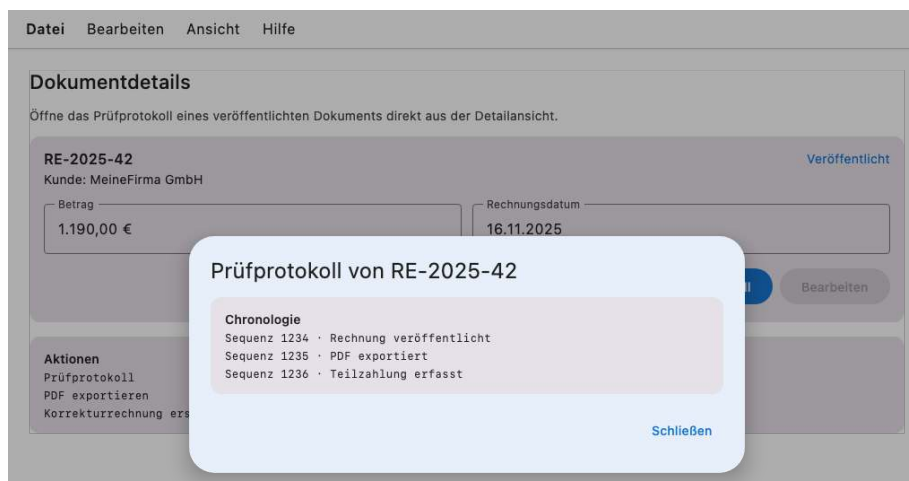 Datei Bearbeiten Ansicht Hilfe
Dokumentdetails
Öffne das Prüfprotokoll eines veröffentlichten Dokuments direkt aus der Detailansicht.
RE-2025-42
Veröffentlicht
Kunde: MeineFirma GmbH
Betrag
1.190,00 €
Rechnungsdatum
16.11.2025
Bearbeiten
Prüfprotokoll von RE-2025-42
Chronologie
Sequenz 1234 · Rechnung veröffentlicht
Sequenz 1235 · PDF exportiert
Sequenz 1236 · Teilzahlung erfasst
Schließen
Aktionen
Prüfprotokoll
PDF exportieren
Korrekturrechnung